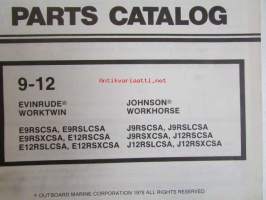 PARTS CATALOG
9-12
EVINRUDE® JOHNSON®
WORKTWIN WORKHORSE
E9RSCSA, E9RSLCSA J9RSCSA, J9RSLCSA
E9RSXCSA, E12RSCSA J9RSXCSA, J12RSCSA
E12RSLCSA, E12RSXCSA J12RSLCSA, J12RSXCSA
© OUTBOARD MARINE CORPORATION 1978 ALL RIGHTS RESERVED
antikvariaatti.net